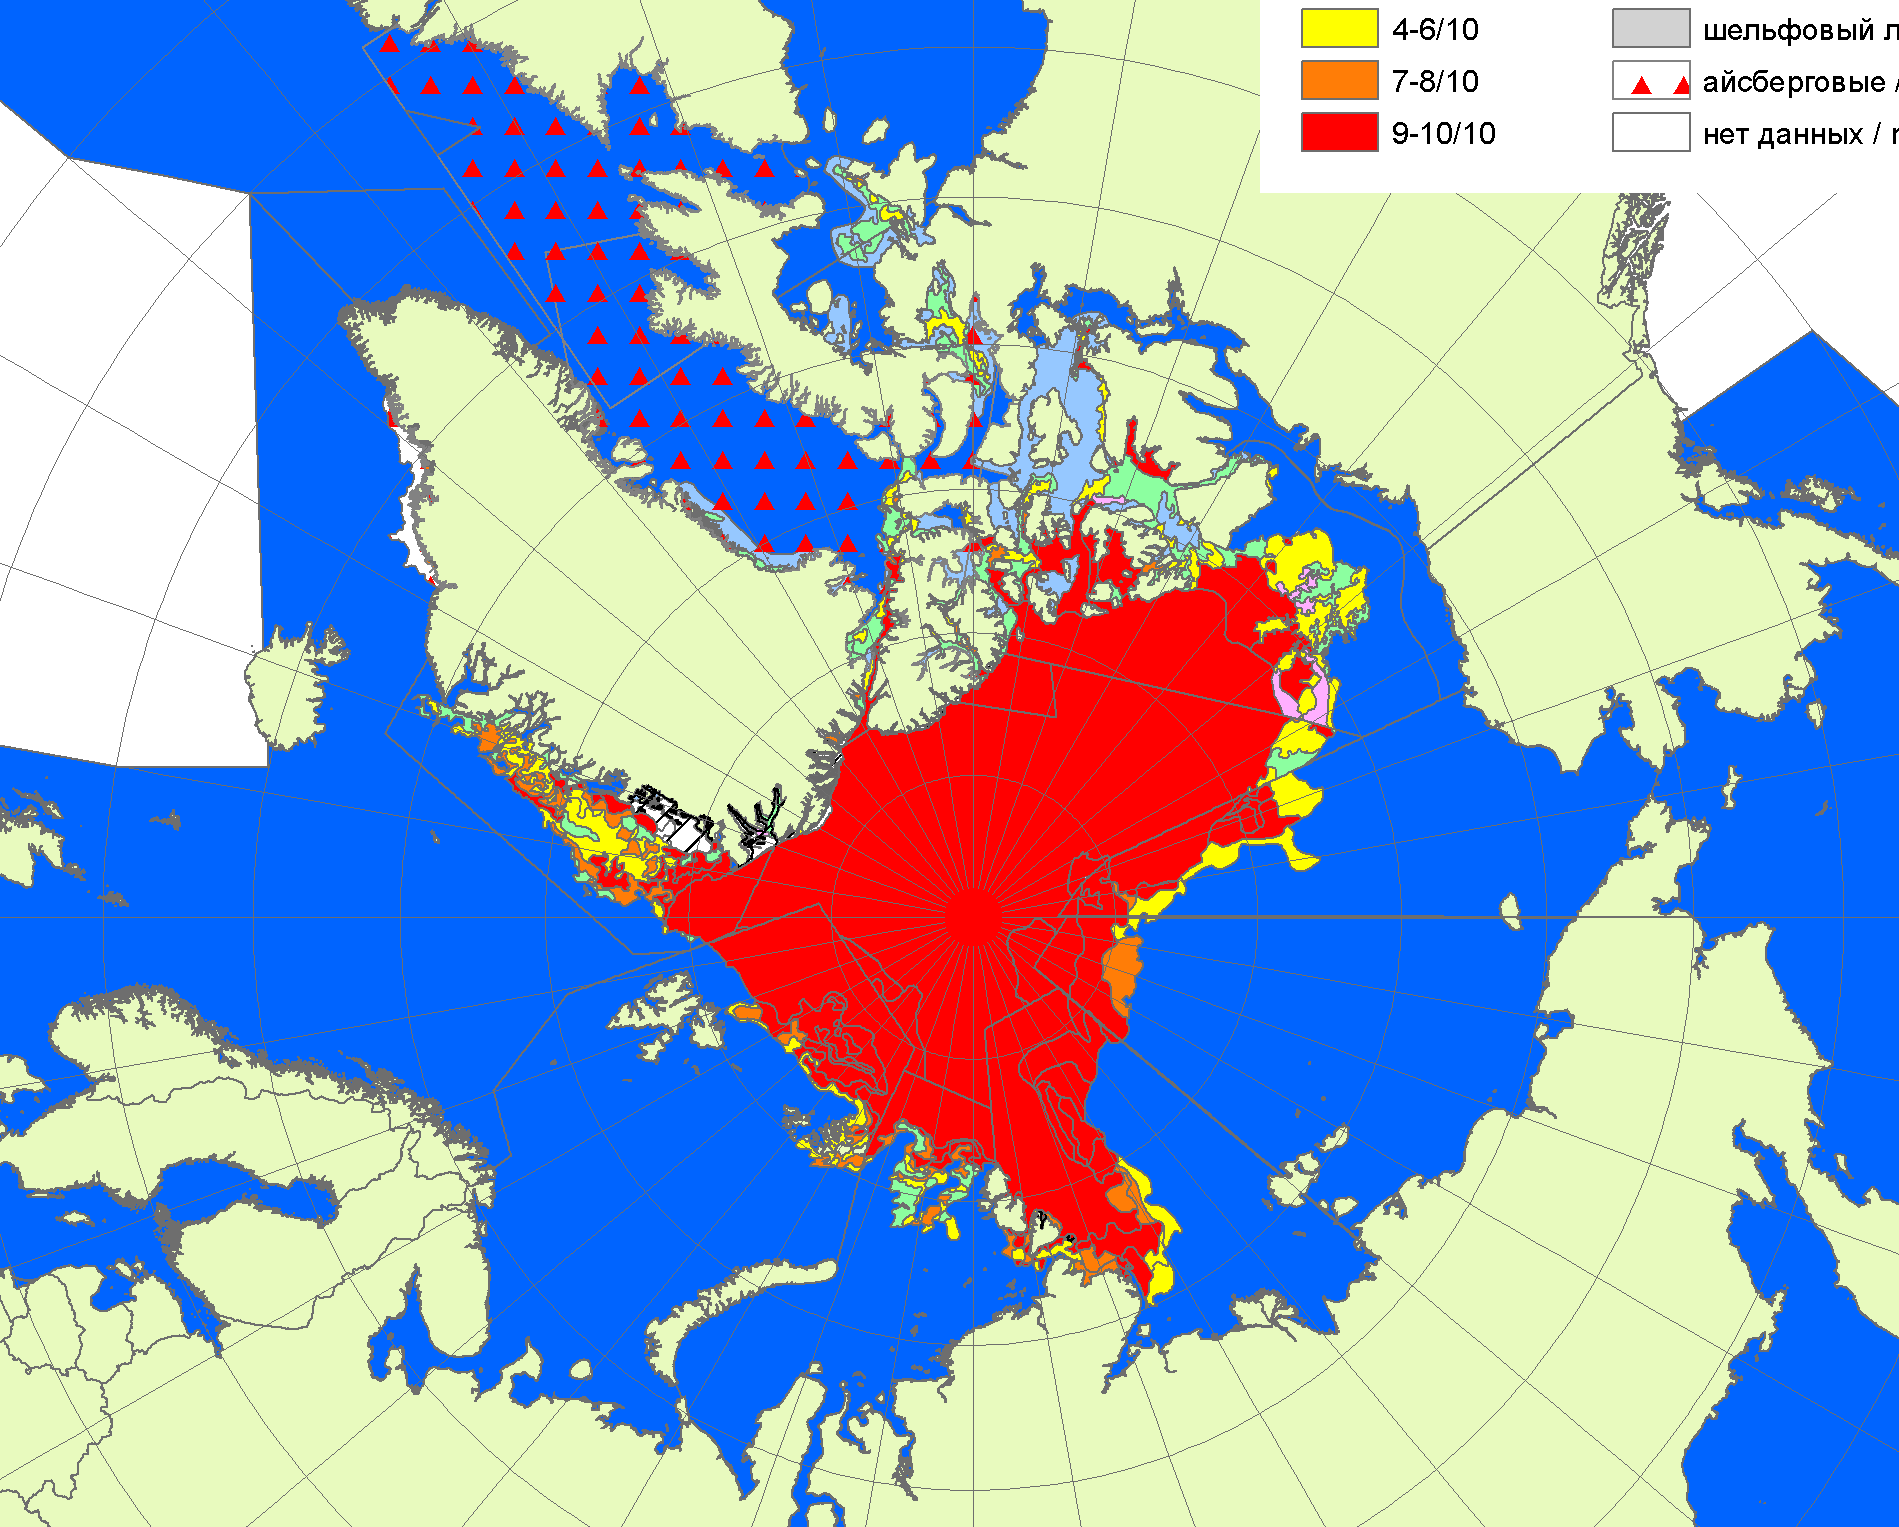 4-6/10 шельфовый
7-8/10 айсберговые /
9-10/10 нет данных /